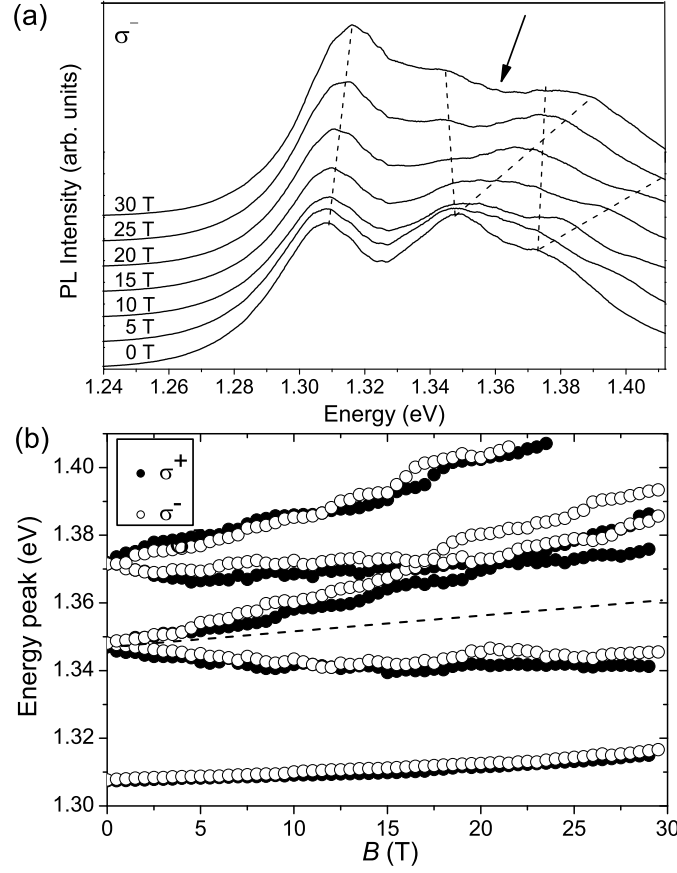 (a)
σ⁻
PL Intensity (arb. units)
30 T
25 T
20 T
15 T
10 T
5 T
0 T
1.24 1.26 1.28 1.30 1.32 1.34 1.36 1.38 1.40
Energy (eV)
(b)
σ⁺
σ⁻
Energy peak (eV)
1.40
1.38
1.36
1.34
1.32
1.30
0 5 10 15 20 25 30
B (T)